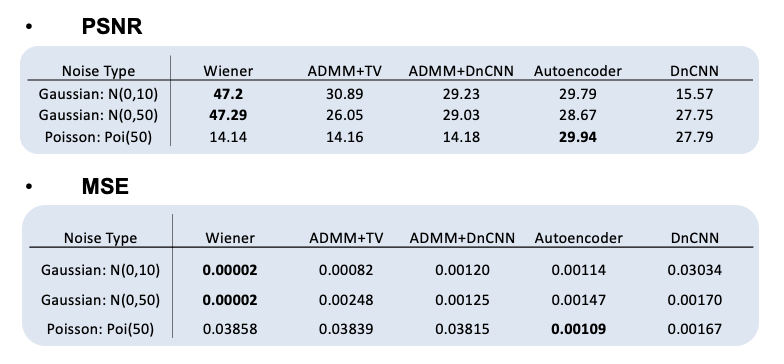 • PSNR
Noise Type Wiener ADMM+TV ADMM+DnCNN Autoencoder DnCNN
Gaussian: N(0,10) 47.2 30.89 29.23 29.79 15.57
Gaussian: N(0,50) 47.29 26.05 29.03 28.67 27.75
Poisson: Poi(50) 14.14 14.16 14.18 29.94 27.79
• MSE
Noise Type Wiener ADMM+TV ADMM+DnCNN Autoencoder DnCNN
Gaussian: N(0,10) 0.00002 0.00082 0.00120 0.00114 0.03034
Gaussian: N(0,50) 0.00002 0.00248 0.00125 0.00147 0.00170
Poisson: Poi(50) 0.03858 0.03839 0.03815 0.00109 0.00167